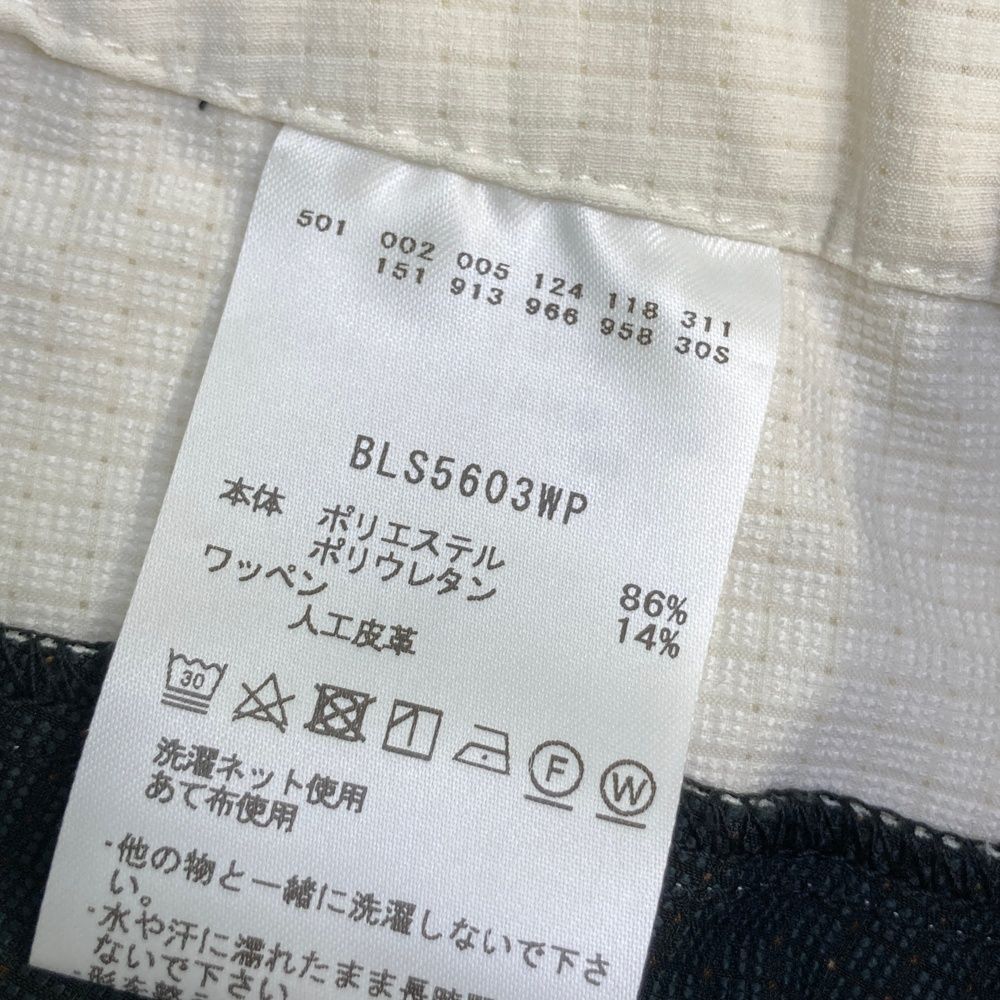 501 002 005 124 118 311
151 913 966 958 30S
BLS5603WP
本体 ポリエステル 86%
ポリウレタン 14%
ワッペン
人工皮革
30
F
W
洗濯ネット使用
あて布使用
・他の物と一緒に洗濯しないで下さ
い。
・水や汗に濡れたまま長時間
ないで下さい